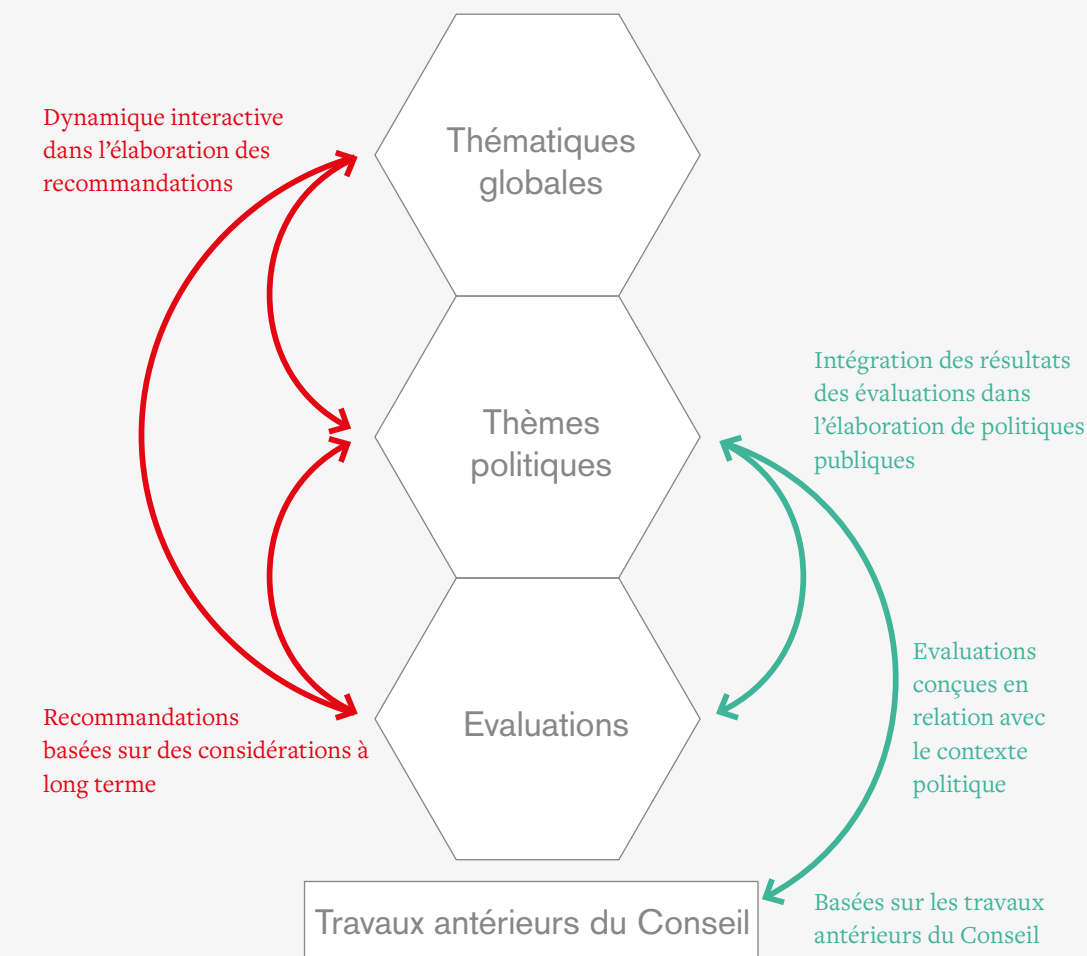 Dynamique interactive
dans l’élaboration des
recommandations
Thématiques
globales
Intégration des résultats
des évaluations dans
l’élaboration de politiques
publiques
Thèmes
politiques
Evaluations
conçues en
relation avec
le contexte
politique
Recommandations
basées sur des considérations à
long terme
Evaluations
Travaux antérieurs du Conseil
Basées sur les travaux
antérieurs du Conseil